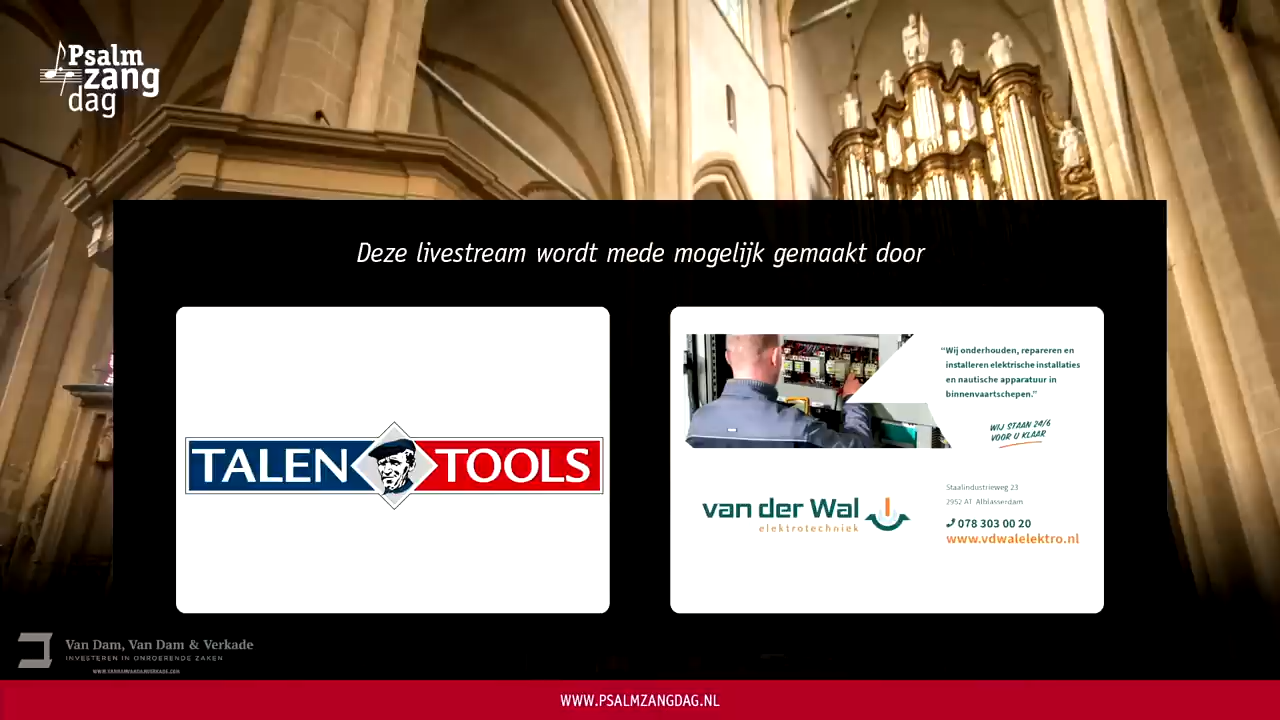 Psalm
zang
dag
Deze livestream wordt mede mogelijk gemaakt door
TALEN TOOLS
“Wij onderhouden, repareren en
installeren elektrische installaties
en nautische apparatuur in
binnenvaartschepen.”
WIJ STAAN 24/6
VOOR U KLAAR
van der Wal
elektrotechniek
Staalindustrieweg 23
2952 AT Alblasserdam
078 303 00 20
www.vdwalelektro.nl
Van Dam, Van Dam & Verkade
INVESTEREN IN ONROERENDE ZAKEN
WWW.VANDAMVANDAMVERKADE.COM
WWW.PSALMZANGDAG.NL